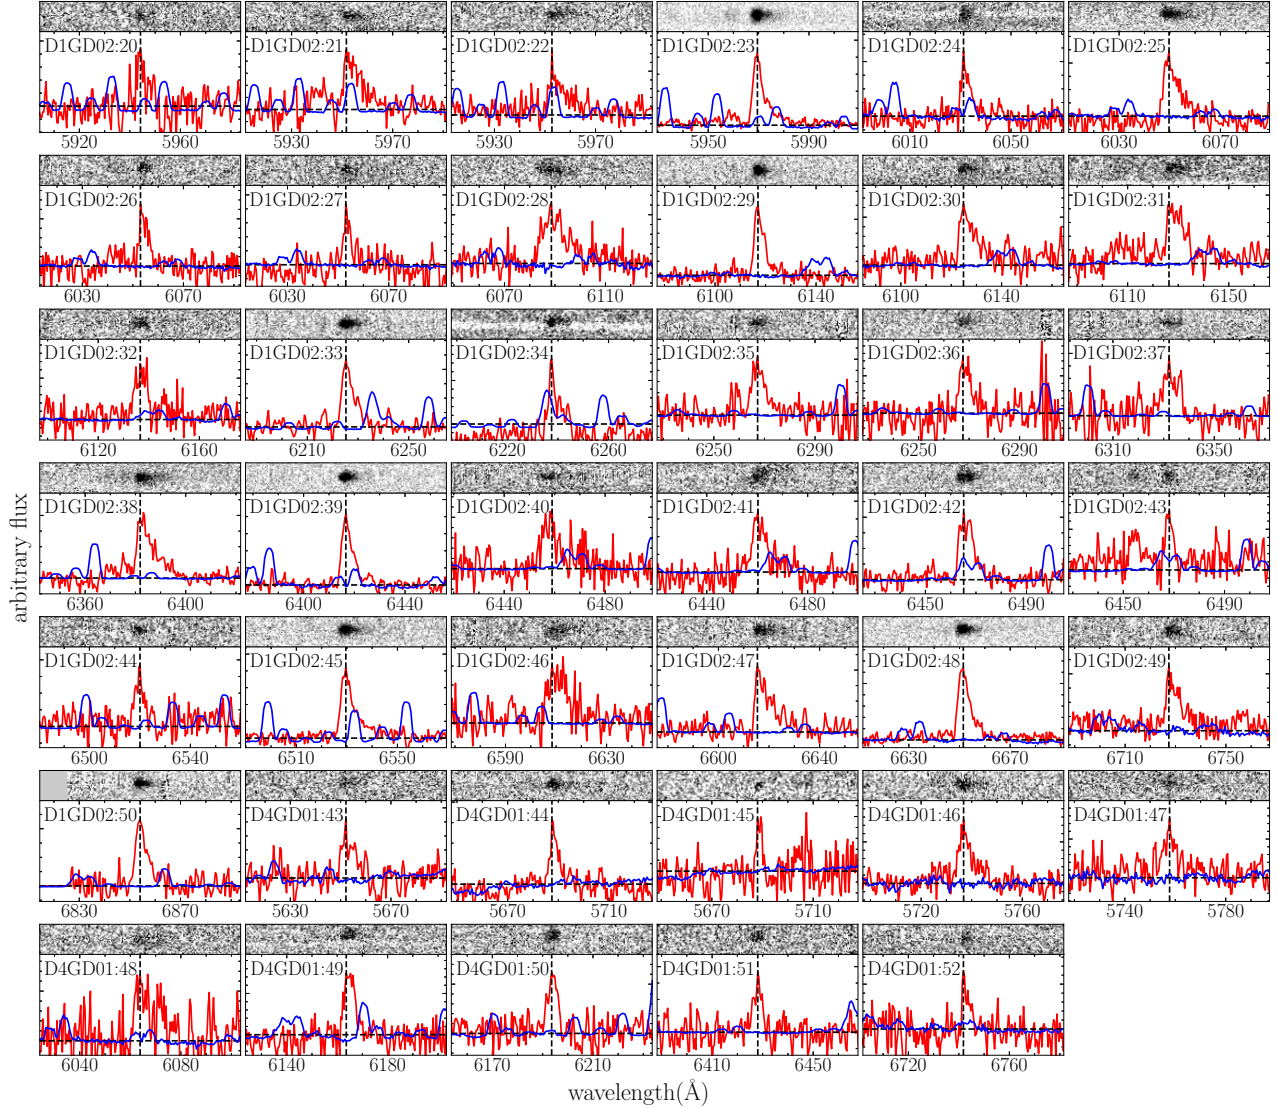 D1GD02:20 D1GD02:21 D1GD02:22 D1GD02:23 D1GD02:24 D1GD02:25
5920 5960 5930 5970 5930 5970 5950 5990 6010 6050 6030 6070
D1GD02:26 D1GD02:27 D1GD02:28 D1GD02:29 D1GD02:30 D1GD02:31
6030 6070 6030 6070 6070 6110 6100 6140 6100 6140 6110 6150
D1GD02:32 D1GD02:33 D1GD02:34 D1GD02:35 D1GD02:36 D1GD02:37
6120 6160 6210 6250 6220 6260 6250 6290 6250 6290 6310 6350
D1GD02:38 D1GD02:39 D1GD02:40 D1GD02:41 D1GD02:42 D1GD02:43
6360 6400 6400 6440 6440 6480 6440 6480 6450 6490 6450 6490
D1GD02:44 D1GD02:45 D1GD02:46 D1GD02:47 D1GD02:48 D1GD02:49
6500 6540 6510 6550 6590 6630 6600 6640 6630 6670 6710 6750
D1GD02:50 D4GD01:43 D4GD01:44 D4GD01:45 D4GD01:46 D4GD01:47
6830 6870 5630 5670 5670 5710 5670 5710 5720 5760 5740 5780
D4GD01:48 D4GD01:49 D4GD01:50 D4GD01:51 D4GD01:52
6040 6080 6140 6180 6170 6210 6410 6450 6720 6760
arbitrary flux
wavelength(Å)